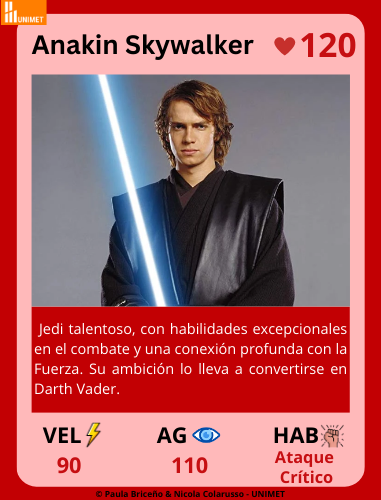 UNIMET
Anakin Skywalker 120
Jedi talentoso, con habilidades excepcionales
en el combate y una conexión profunda con la
Fuerza. Su ambición lo lleva a convertirse en
Darth Vader.
VEL AG HAB
90 110 Ataque
Crítico
© Paula Briceño & Nicola Colarusso - UNIMET